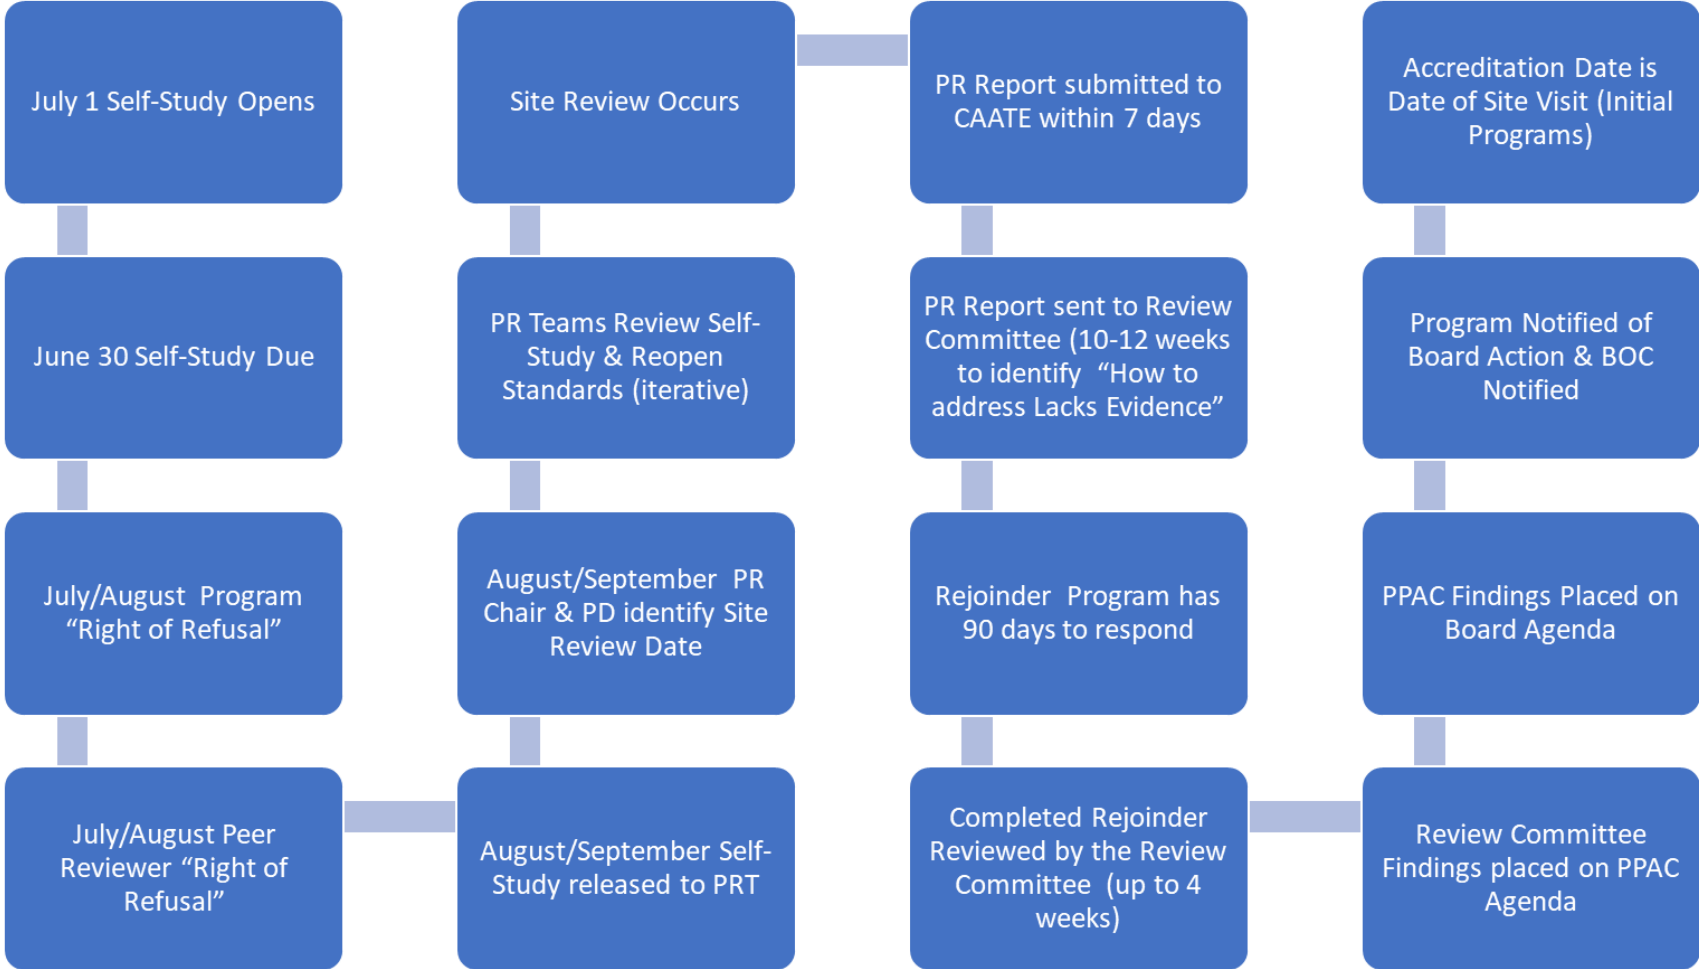 July 1 Self-Study Opens
June 30 Self-Study Due
July/August Program
“Right of Refusal”
July/August Peer
Reviewer “Right of
Refusal”
August/September Self-
Study released to PRT
August/September PR
Chair & PD identify Site
Review Date
PR Teams Review Self-
Study & Reopen
Standards (iterative)
Site Review Occurs
PR Report submitted to
CAATE within 7 days
PR Report sent to Review
Committee (10-12 weeks
to identify “How to
address Lacks Evidence”
Rejoinder Program has
90 days to respond
Completed Rejoinder
Reviewed by the Review
Committee (up to 4
weeks)
Review Committee
Findings placed on PPAC
Agenda
PPAC Findings Placed on
Board Agenda
Program Notified of
Board Action & BOC
Notified
Accreditation Date is
Date of Site Visit (Initial
Programs)